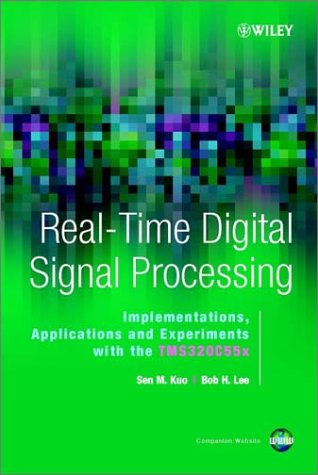 WILEY
Real-Time Digital
Signal Processing
Implementations,
Applications and Experiments
with the TMS320C55x
Sen M. Kuo Bob H. Lee
Companion Website
WWW